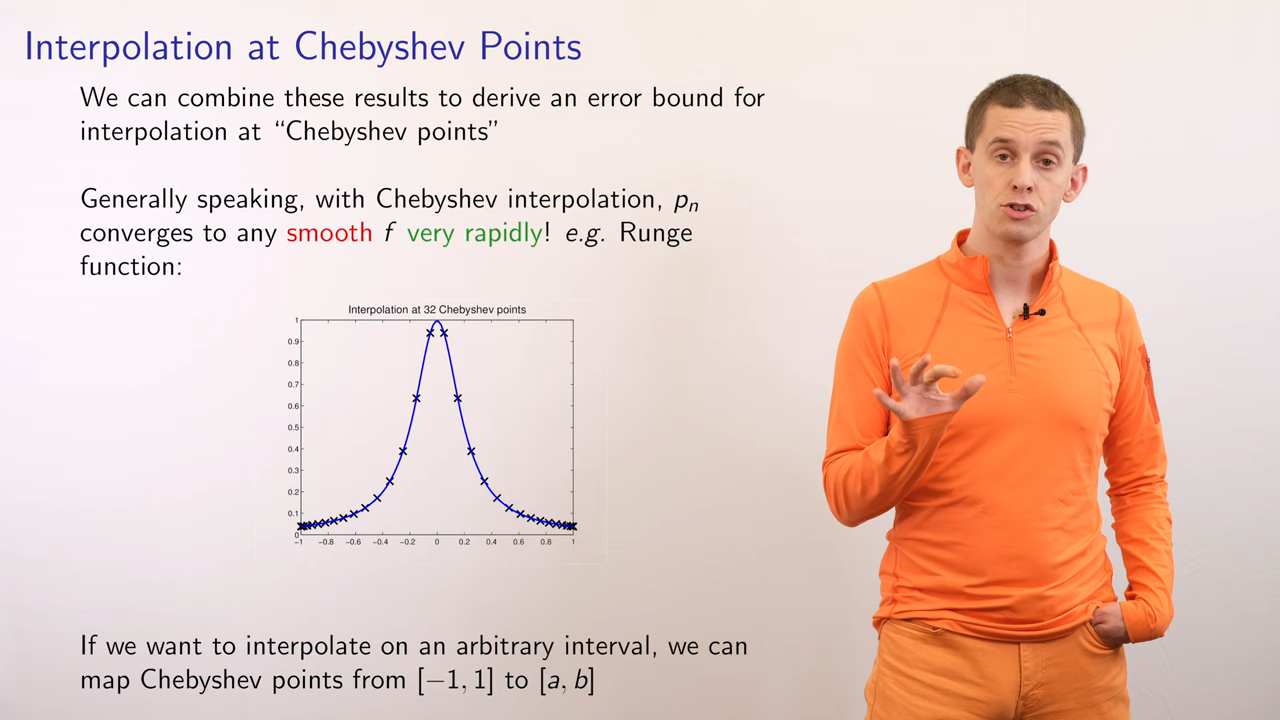 Interpolation at Chebyshev Points
We can combine these results to derive an error bound for
interpolation at “Chebyshev points”
Generally speaking, with Chebyshev interpolation, pₙ
converges to any smooth f very rapidly! e.g. Runge
function:
Interpolation at 32 Chebyshev points
1
0.9
0.8
0.7
0.6
0.5
0.4
0.3
0.2
0.1
0
−1 −0.8 −0.6 −0.4 −0.2 0 0.2 0.4 0.6 0.8 1
If we want to interpolate on an arbitrary interval, we can
map Chebyshev points from [−1, 1] to [a, b]